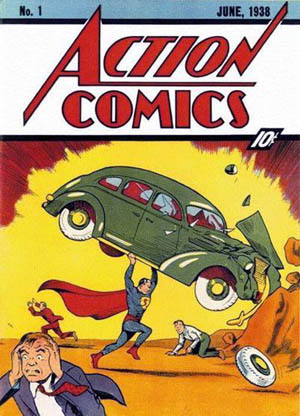 No. 1
JUNE, 1938
ACTION
COMICS
10¢